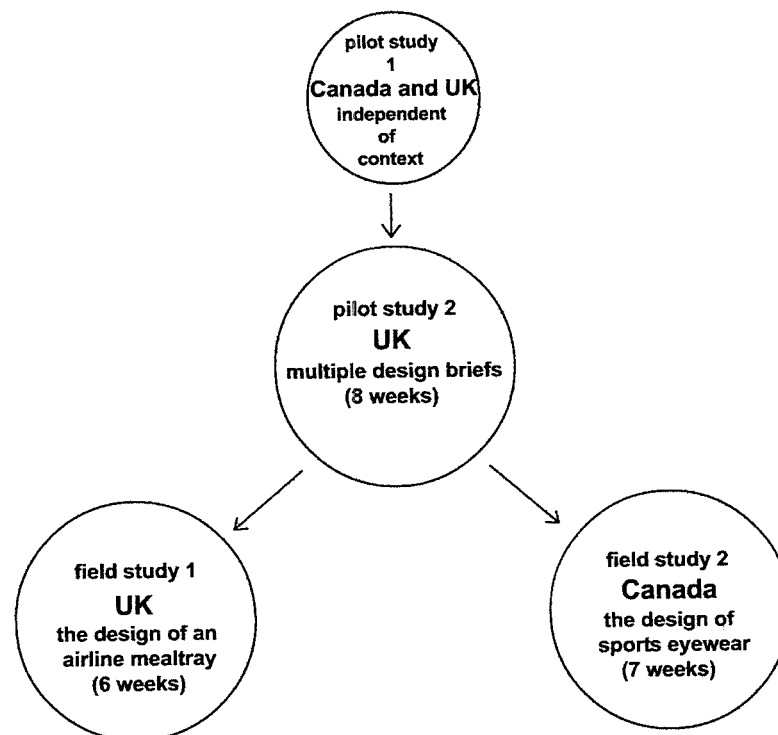 pilot study
1
Canada and UK
independent
of
context
pilot study 2
UK
multiple design briefs
(8 weeks)
field study 1
UK
the design of an
airline mealtray
(6 weeks)
field study 2
Canada
the design of
sports eyewear
(7 weeks)